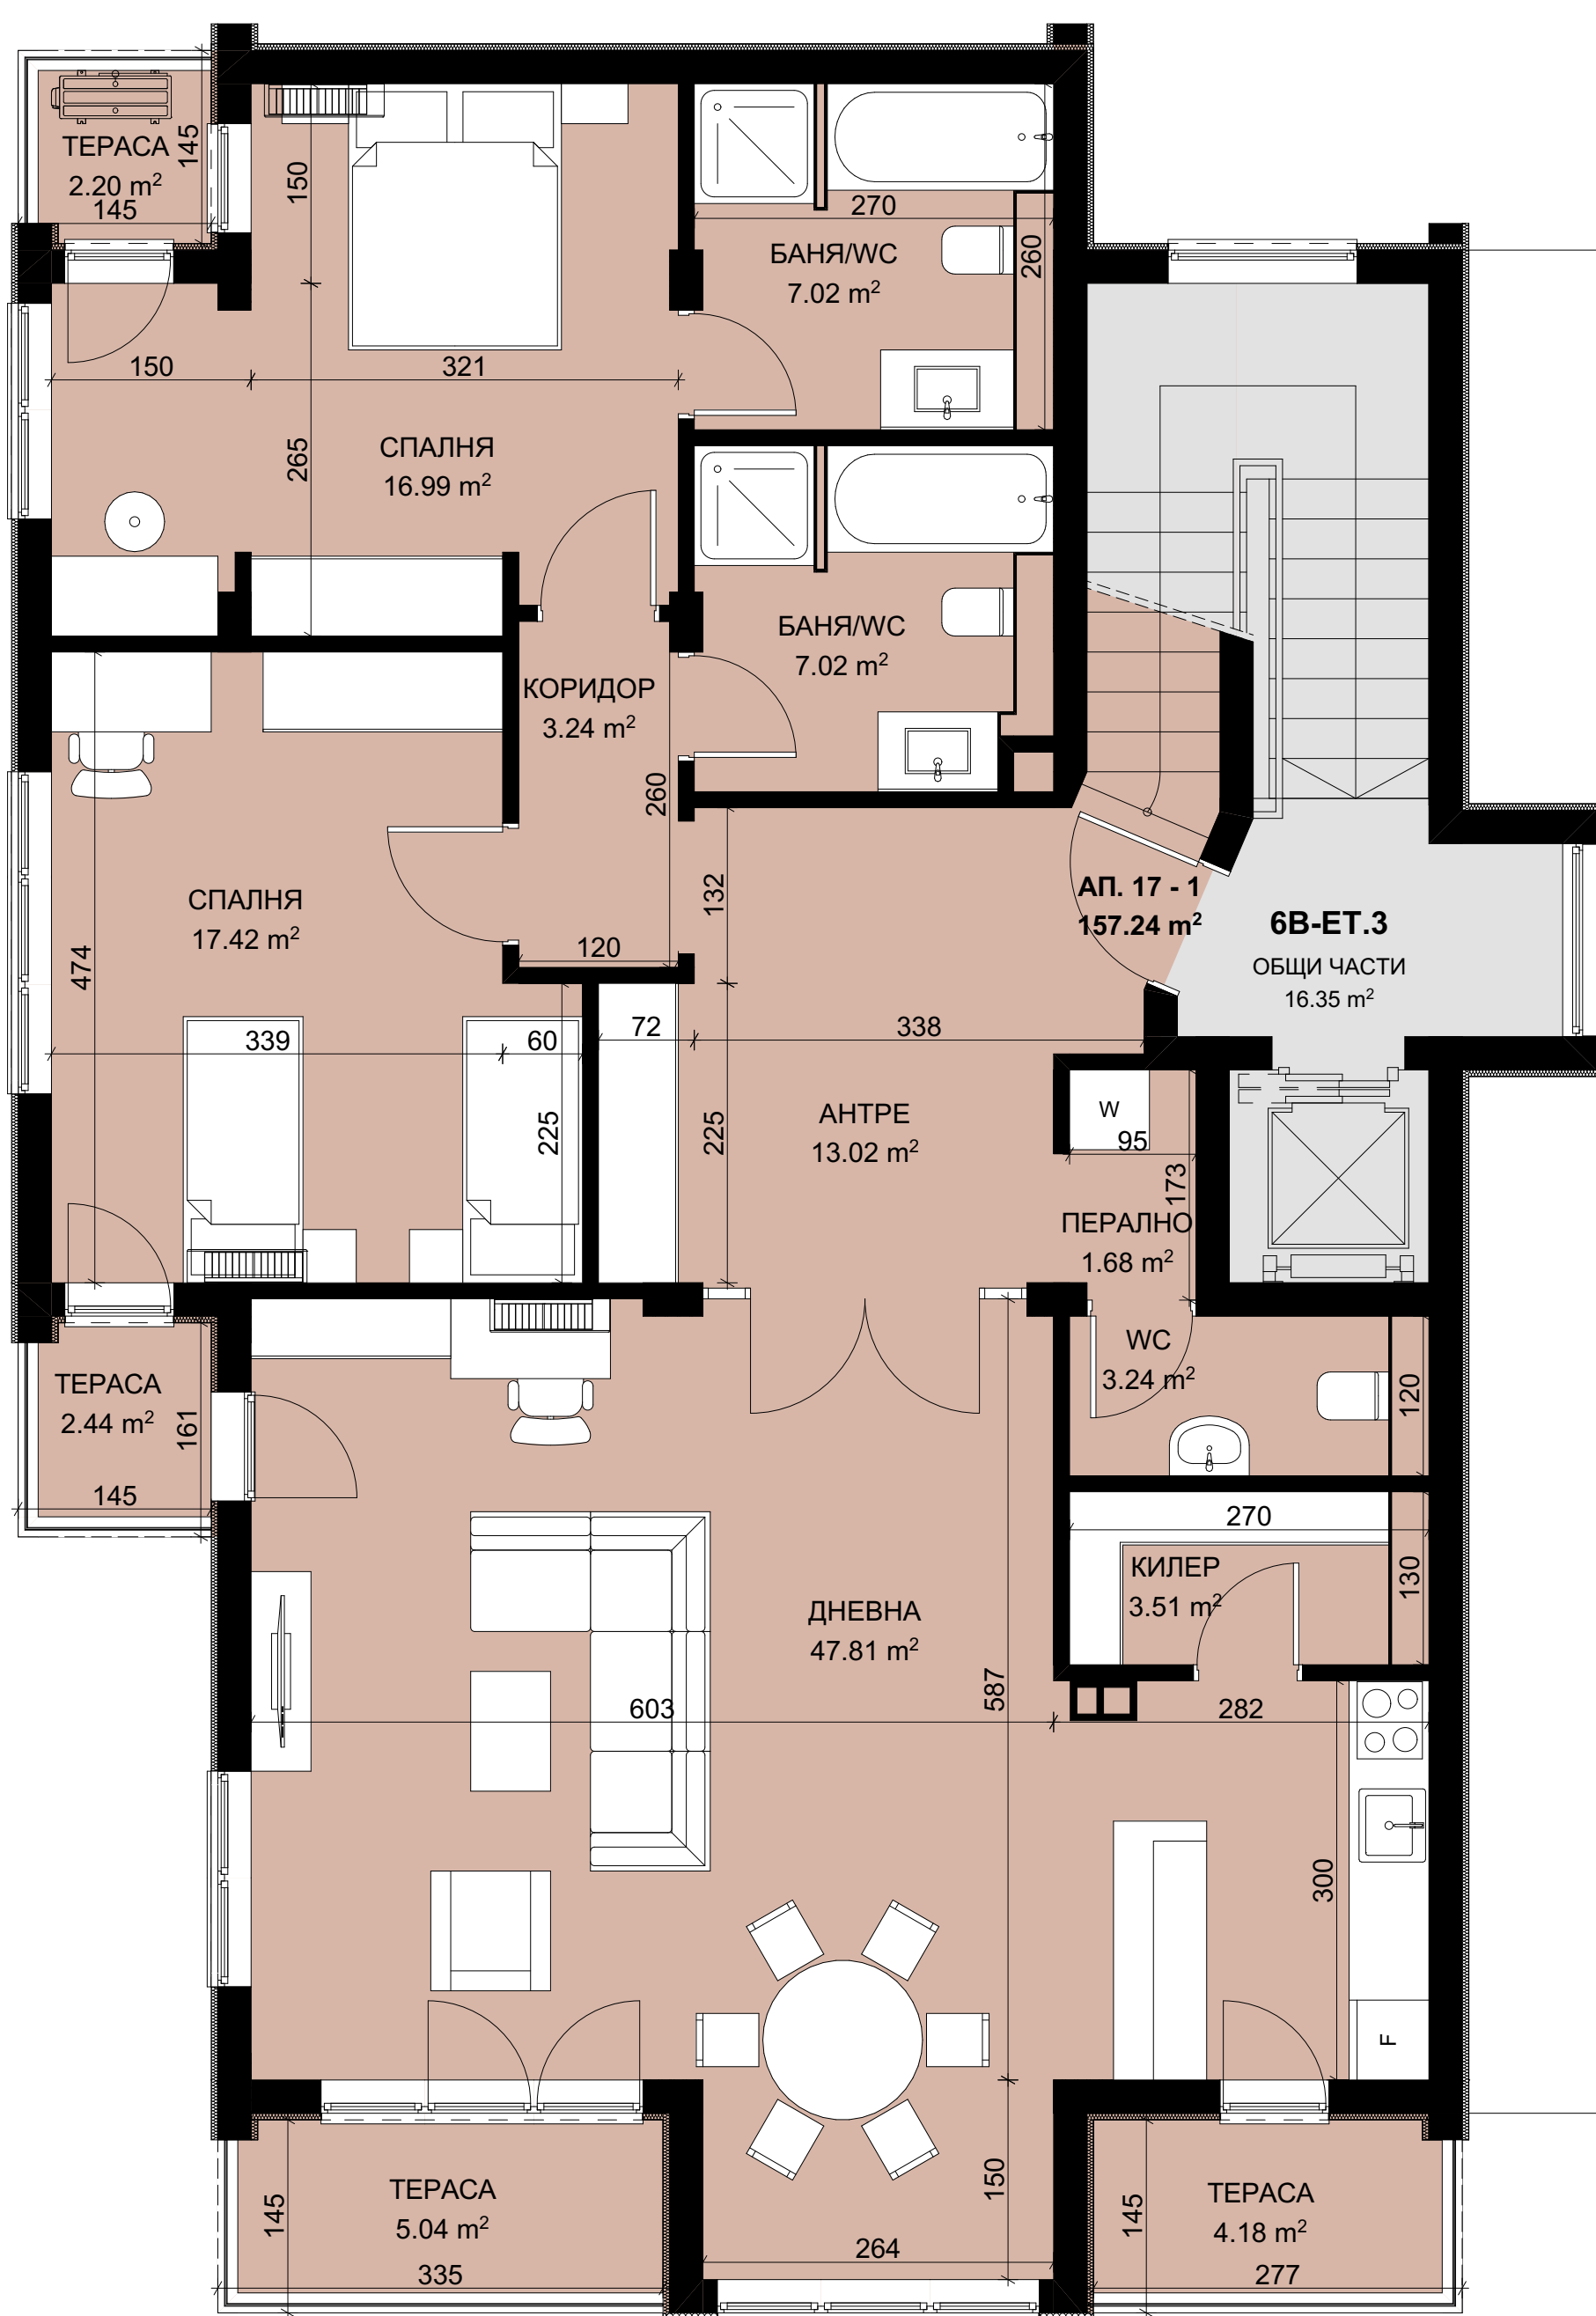 ТЕРАСА
2.20 m²
145
145
150
270
БАНЯ/WC
7.02 m²
260
150
321
СПАЛНЯ
16.99 m²
265
БАНЯ/WC
7.02 m²
КОРИДОР
3.24 m²
260
132
СПАЛНЯ
17.42 m²
474
120
АП. 17 - 1
157.24 m²
6В-ЕТ.3
ОБЩИ ЧАСТИ
16.35 m²
339
60
72
338
225
225
АНТРЕ
13.02 m²
W
95
173
ПЕРАЛНО
1.68 m²
WC
3.24 m²
120
ТЕРАСА
2.44 m²
161
145
270
КИЛЕР
3.51 m²
130
ДНЕВНА
47.81 m²
587
603
282
300
F
ТЕРАСА
5.04 m²
145
335
150
264
ТЕРАСА
4.18 m²
145
277